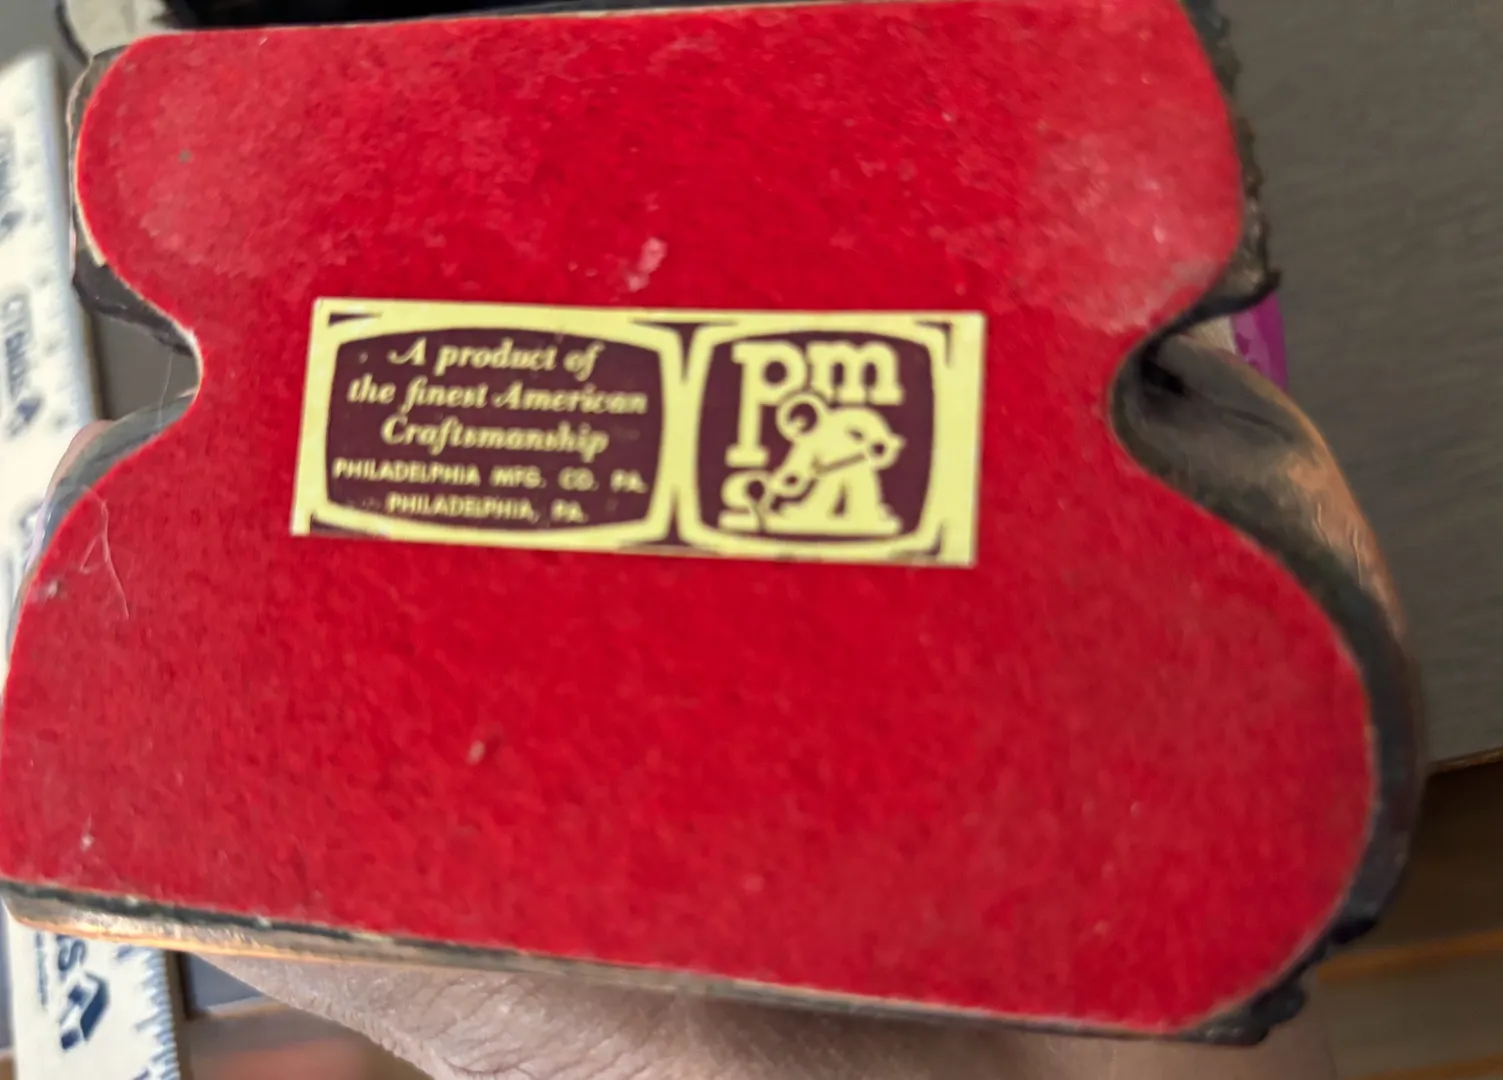 A product of
the finest American
Craftsmanship
PHILADELPHIA MFG. CO. PA.
PHILADELPHIA, PA.
pm